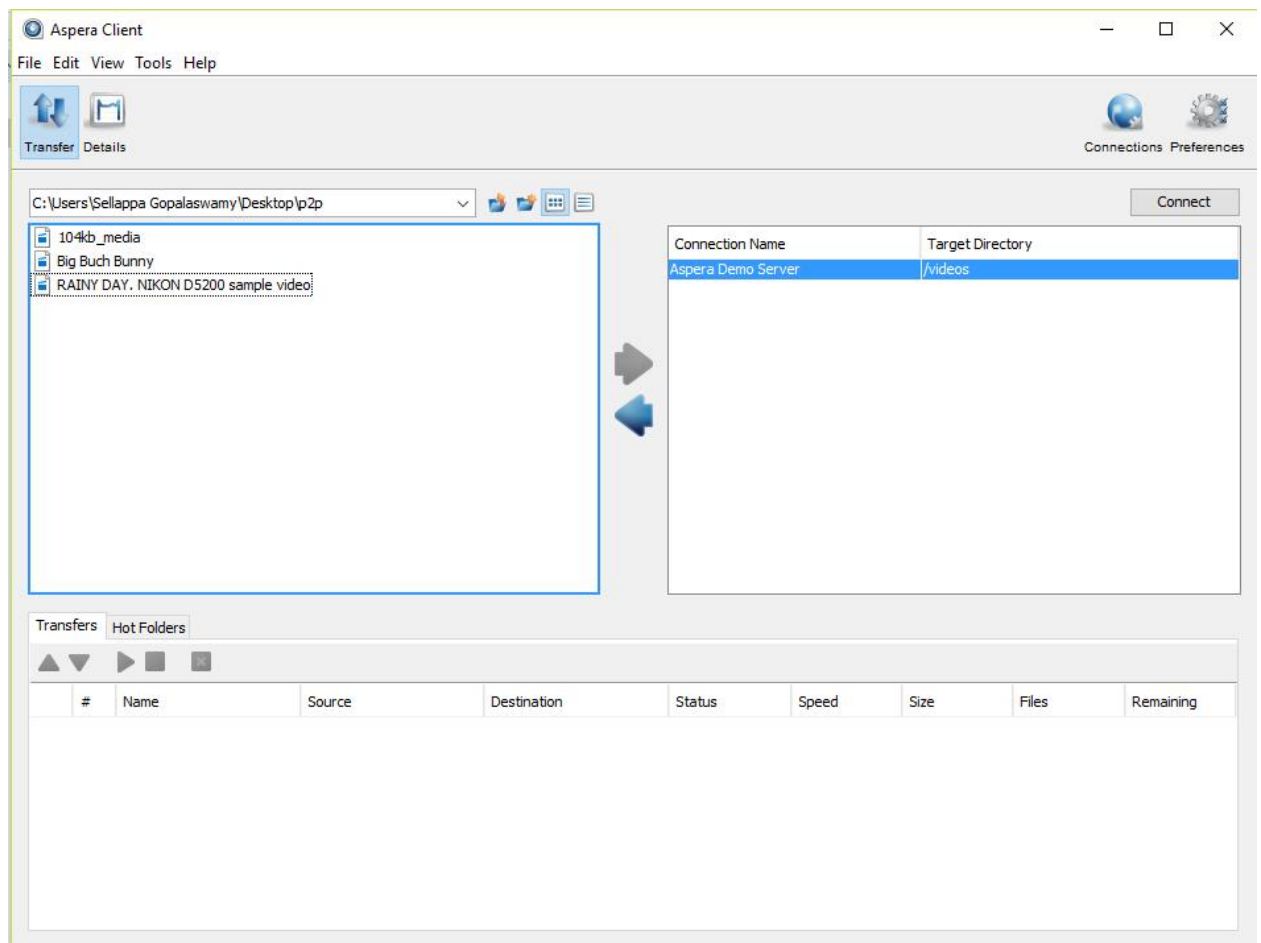 Aspera Client
File Edit View Tools Help
Transfer Details
Connections Preferences
C:\Users\Sellappa Gopalaswamy\Desktop\p2p
Connect
104kb_media
Big Buch Bunny
RAINY DAY. NIKON D5200 sample video
Connection Name Target Directory
Aspera Demo Server /videos
Transfers Hot Folders
# Name Source Destination Status Speed Size Files Remaining